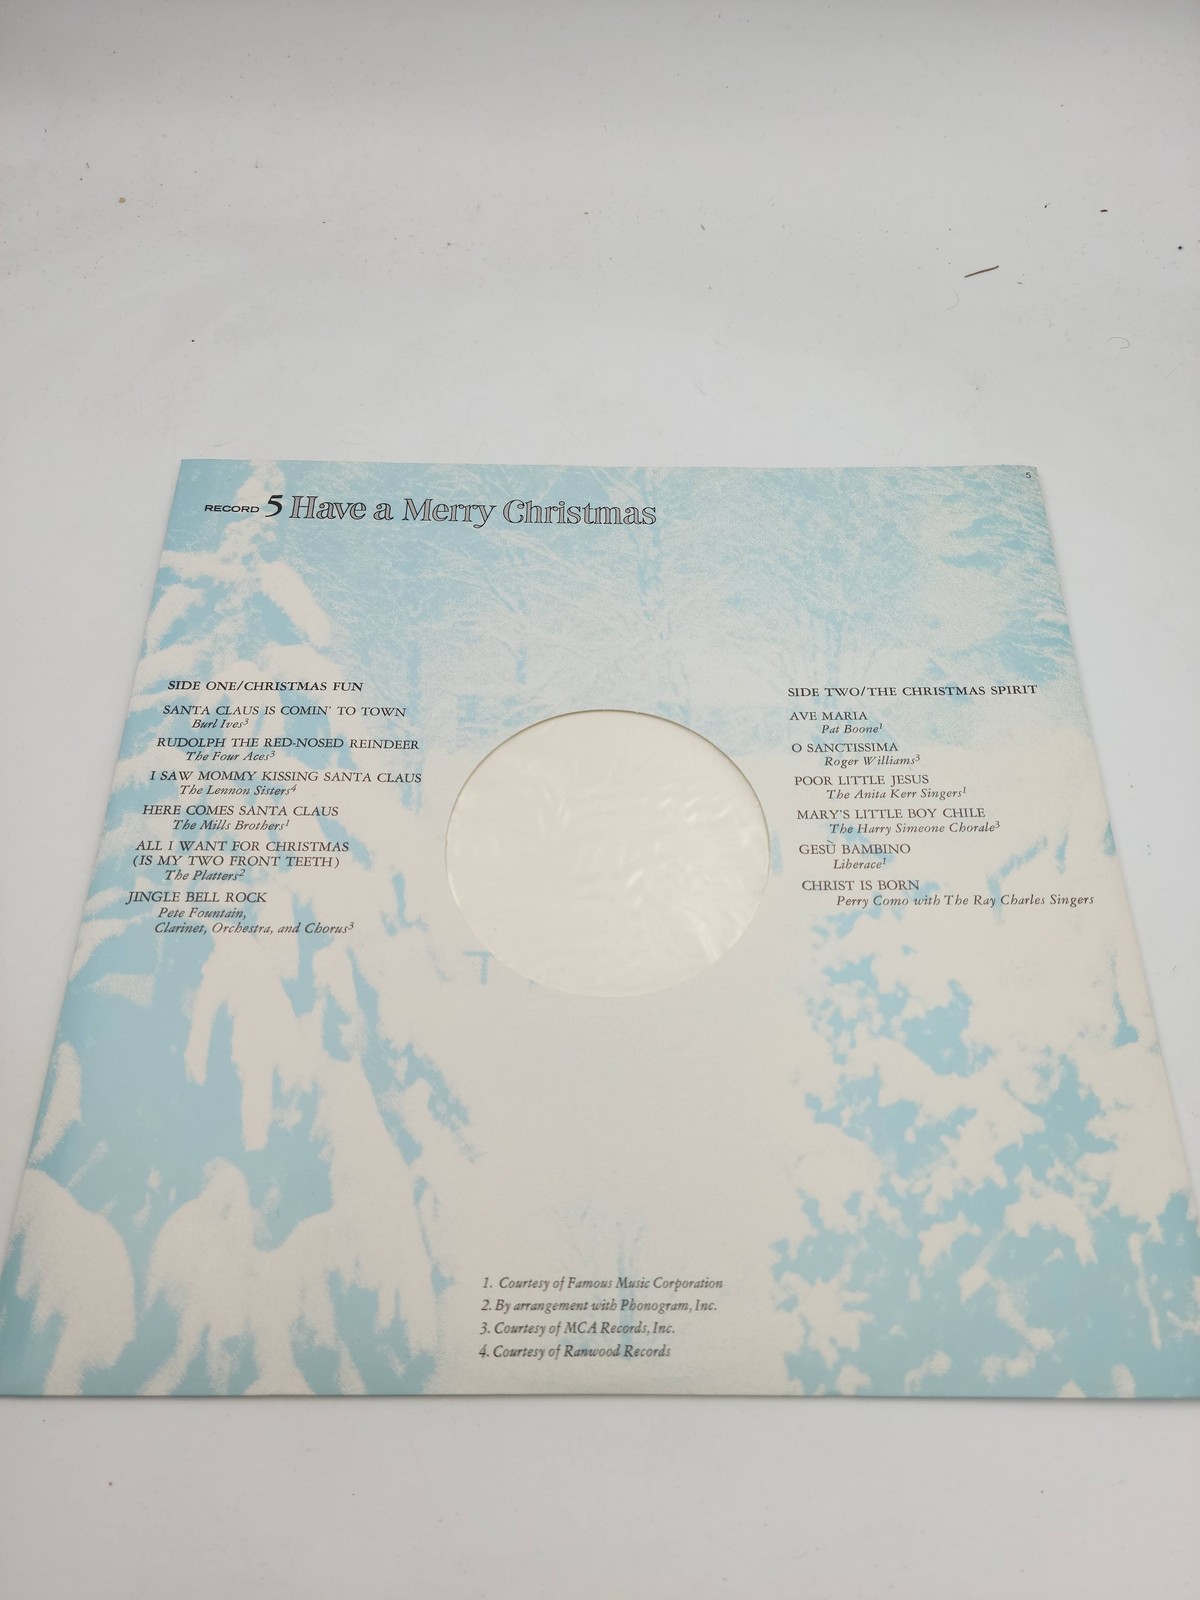 5
RECORD 5 Have a Merry Christmas
SIDE ONE/CHRISTMAS FUN
SANTA CLAUS IS COMIN' TO TOWN
Burl Ives³
RUDOLPH THE RED-NOSED REINDEER
The Four Aces³
I SAW MOMMY KISSING SANTA CLAUS
The Lennon Sisters⁴
HERE COMES SANTA CLAUS
The Mills Brothers¹
ALL I WANT FOR CHRISTMAS
(IS MY TWO FRONT TEETH)
The Platters²
JINGLE BELL ROCK
Pete Fountain,
Clarinet, Orchestra, and Chorus³
SIDE TWO/THE CHRISTMAS SPIRIT
AVE MARIA
Pat Boone¹
O SANCTISSIMA
Roger Williams³
POOR LITTLE JESUS
The Anita Kerr Singers¹
MARY'S LITTLE BOY CHILE
The Harry Simeone Chorale³
GESÙ BAMBINO
Liberace¹
CHRIST IS BORN
Perry Como with The Ray Charles Singers
1. Courtesy of Famous Music Corporation
2. By arrangement with Phonogram, Inc.
3. Courtesy of MCA Records, Inc.
4. Courtesy of Ranwood Records